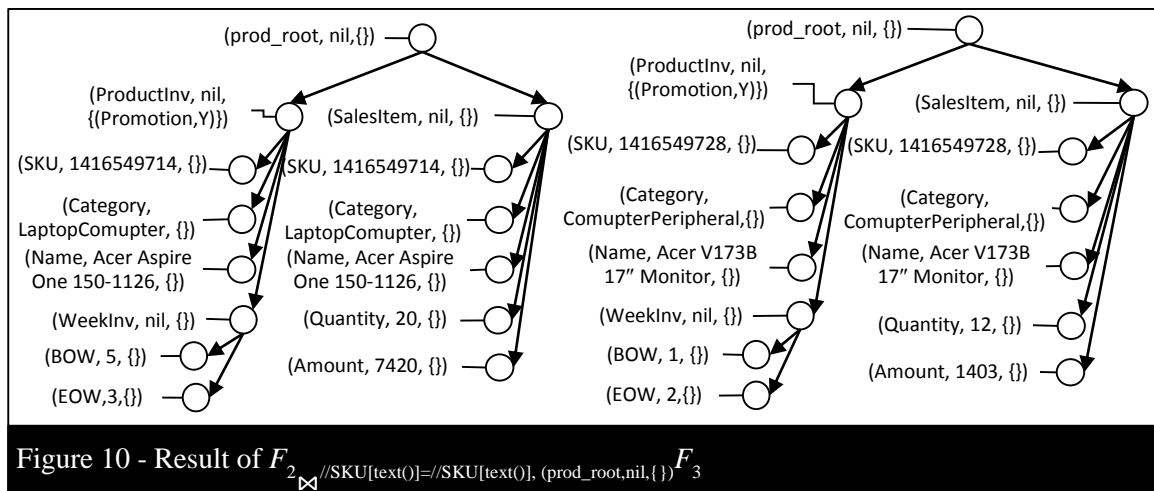 (prod_root, nil,{})
(ProductInv, nil,
{(Promotion,Y)})
(SalesItem, nil, {})
(SKU, 1416549714, {})
(SKU, 1416549714, {})
(Category,
LaptopComupter, {})
(Category,
LaptopComupter, {})
(Name, Acer Aspire
One 150-1126, {})
(Name, Acer Aspire
One 150-1126, {})
(WeekInv, nil, {})
(Quantity, 20, {})
(BOW, 5, {})
(Amount, 7420, {})
(EOW,3,{})
(prod_root, nil, {})
(ProductInv, nil,
{(Promotion,Y)})
(SalesItem, nil, {})
(SKU, 1416549728, {})
(SKU, 1416549728, {})
(Category,
ComupterPeripheral,{})
(Category,
ComupterPeripheral,{})
(Name, Acer V173B
17” Monitor, {})
(Name, Acer V173B
17” Monitor, {})
(WeekInv, nil, {})
(Quantity, 12, {})
(BOW, 1, {})
(Amount, 1403, {})
(EOW, 2,{})
Figure 10 - Result of F2⋈//SKU[text()]=//SKU[text()], (prod_root,nil,{})F3